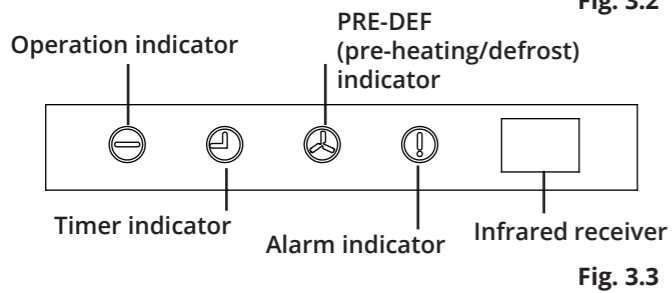 Fig. 3.2
PRE-DEF
(pre-heating/defrost)
indicator
Operation indicator
Timer indicator
Alarm indicator
Infrared receiver
Fig. 3.3